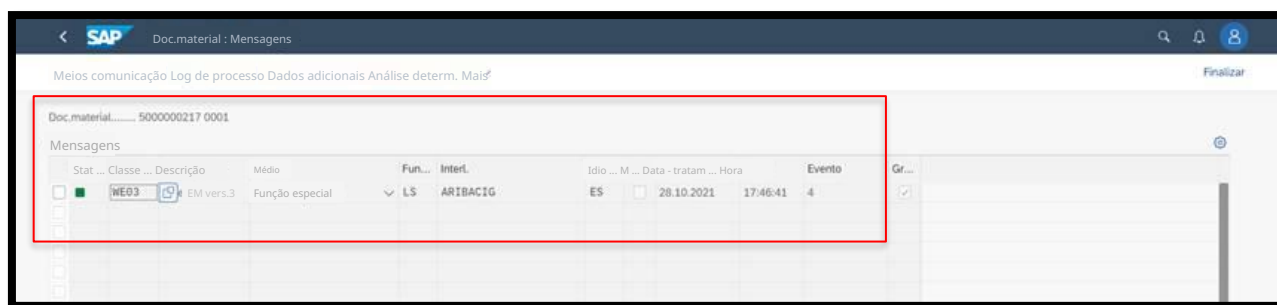 SAP Doc.material : Mensagens
Meios comunicação Log de processo Dados adicionais Análise determ. Mais Finalizar
Doc.material........ 5000000217 0001
Mensagens
Stat ... Classe ... Descrição Médio Fun... Interl. Idio ... M ... Data - tratam ... Hora Evento Gr...
WE03 EM vers.3 Função especial LS ARIBACIG ES 28.10.2021 17:46:41 4